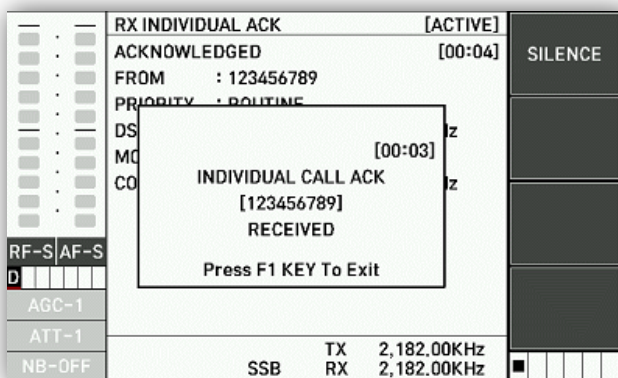 RX INDIVIDUAL ACK [ACTIVE]
ACKNOWLEDGED [00:04]
SILENCE
FROM : 123456789
PRIORITY : ROUTINE
[00:03]
INDIVIDUAL CALL ACK
[123456789]
RECEIVED
Press F1 KEY To Exit
RF-S AF-S
D
AGC-1
ATT-1
NB-OFF
TX 2,182.00KHz
SSB RX 2,182.00KHz